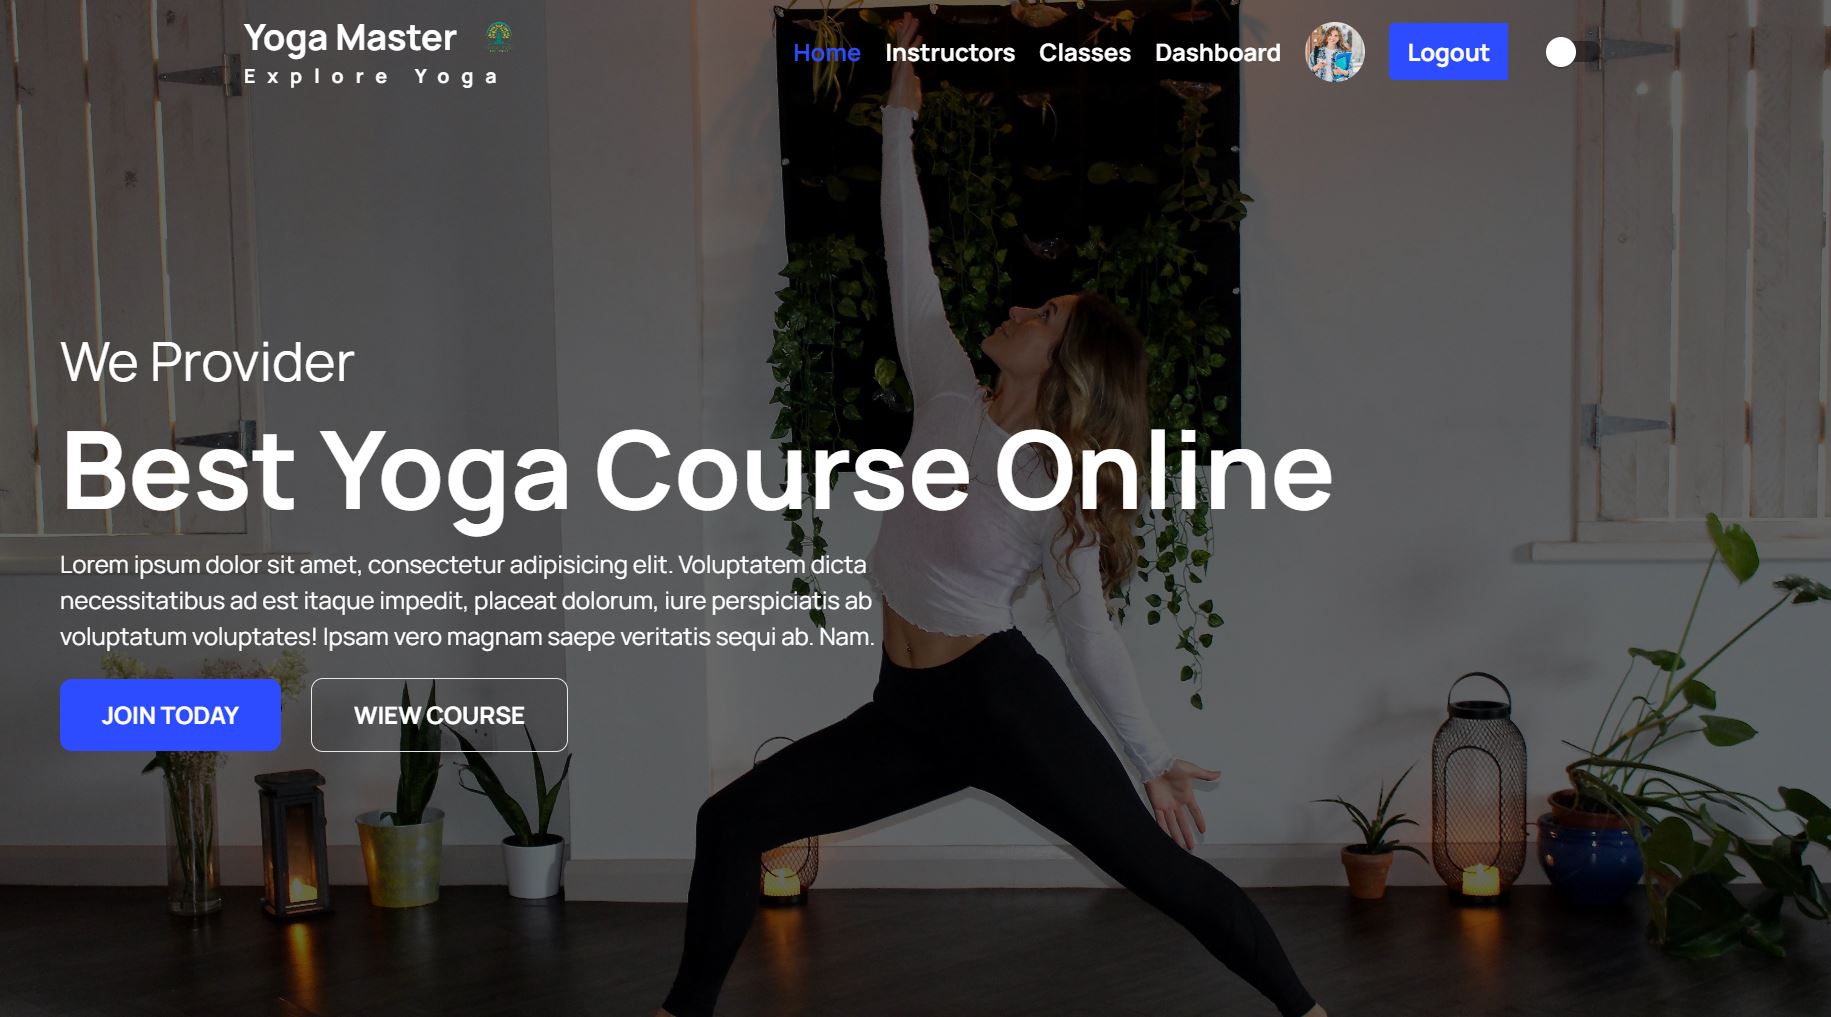 Yoga Master
Explore Yoga
Home Instructors Classes Dashboard Logout
We Provider
Best Yoga Course Online
Lorem ipsum dolor sit amet, consectetur adipisicing elit. Voluptatem dicta
necessitatibus ad est itaque impedit, placeat dolorum, iure perspiciatis ab
voluptatum voluptates! Ipsam vero magnam saepe veritatis sequi ab. Nam.
JOIN TODAY WIEW COURSE